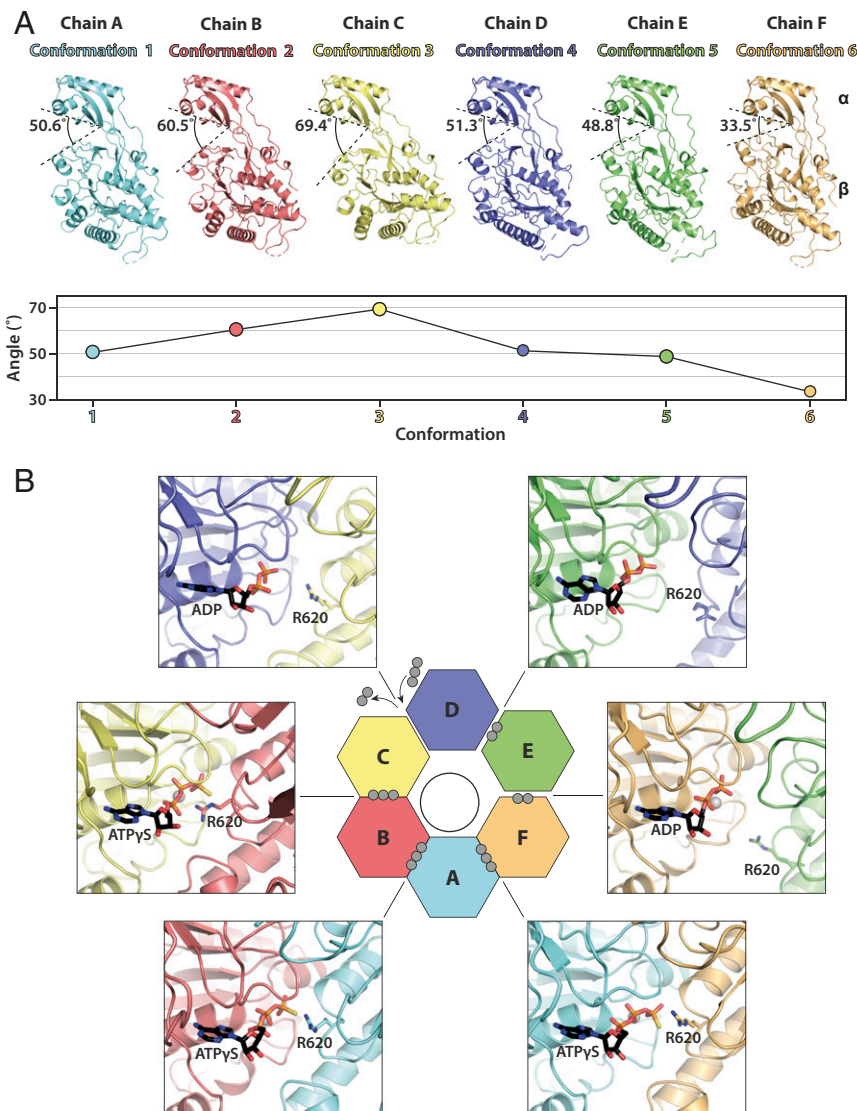 A
Chain A Chain B Chain C Chain D Chain E Chain F
Conformation 1 Conformation 2 Conformation 3 Conformation 4 Conformation 5 Conformation 6
α
50.6° 60.5° 69.4° 51.3° 48.8° 33.5°
β
70
50
30
Angle (°)
1 2 3 4 5 6
Conformation
B
ADP
R620
ADP
R620
D
C
E
ATPγS
R620
B
F
ADP
R620
A
ATPγS
R620
ATPγS
R620